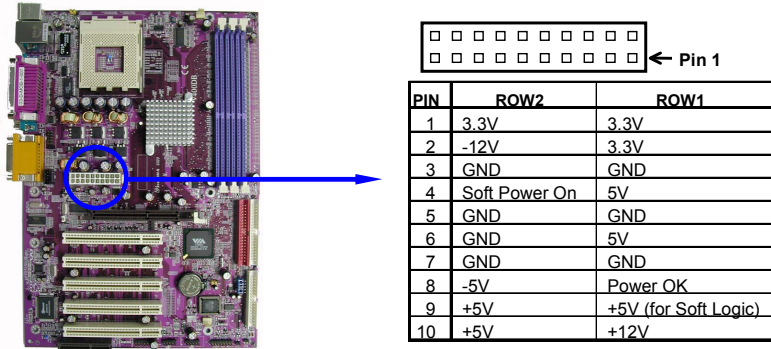 Pin 1
PIN ROW2 ROW1
1 3.3V 3.3V
2 -12V 3.3V
3 GND GND
4 Soft Power On 5V
5 GND GND
6 GND 5V
7 GND GND
8 -5V Power OK
9 +5V +5V (for Soft Logic)
10 +5V +12V
VIA